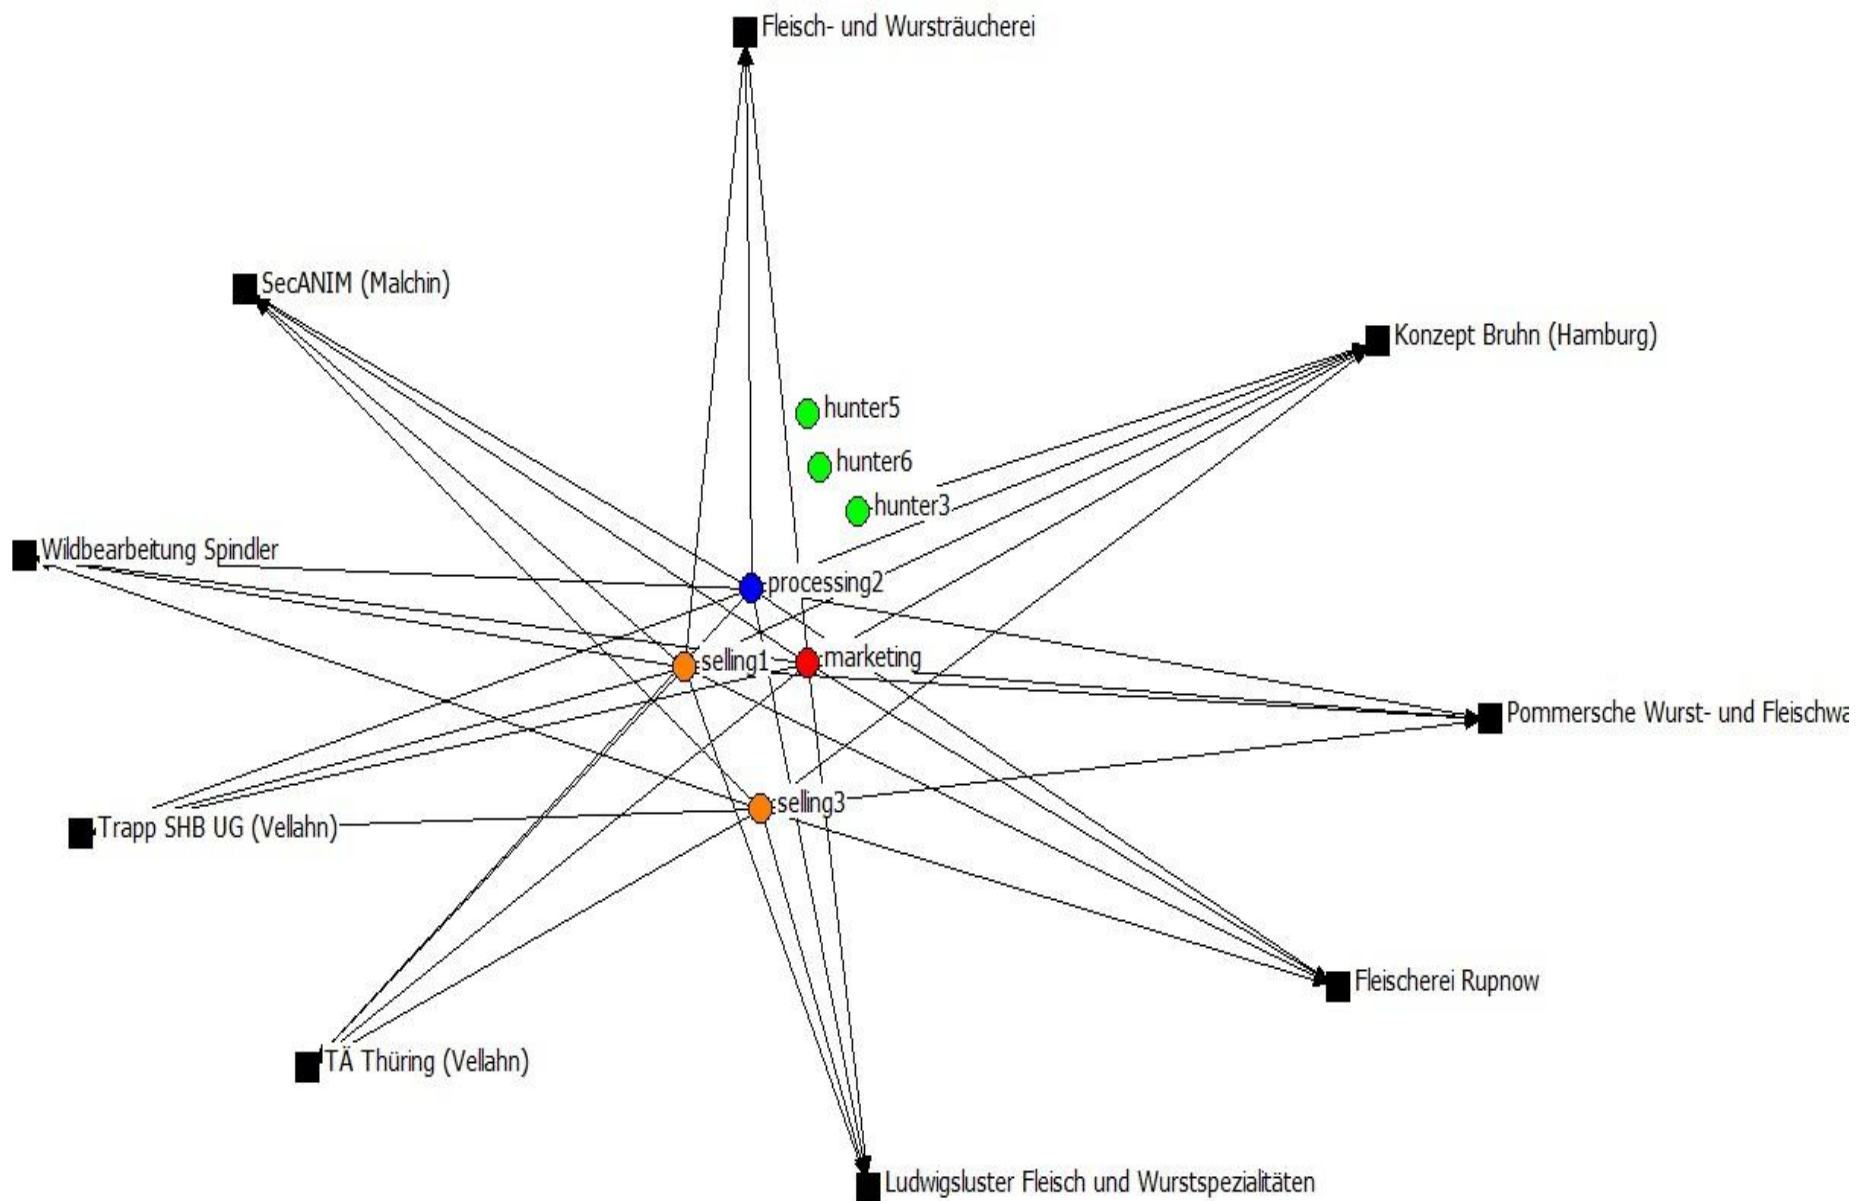 Fleisch- und Wursträucherei
SecANIM (Malchin)
Konzept Bruhn (Hamburg)
hunter5
hunter6
hunter3
Wildbearbeitung Spindler
processing2
selling1
marketing
Pommersche Wurst- und Fleischwa
selling3
Trapp SHB UG (Vellahn)
Fleischerei Rupnow
TÄ Thüring (Vellahn)
Ludwigsluster Fleisch und Wurstspezialitäten